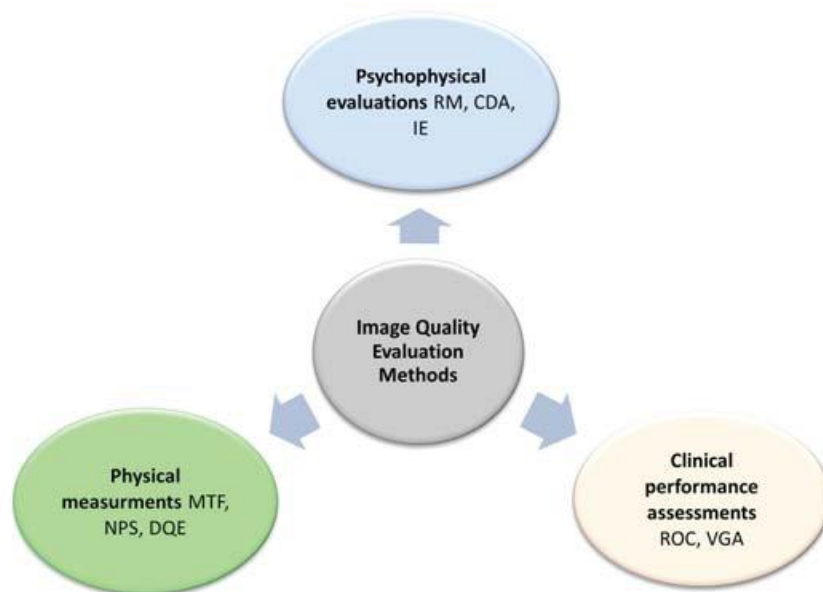 Psychophysical
evaluations RM, CDA,
IE
Image Quality
Evaluation
Methods
Physical
measurments MTF,
NPS, DQE
Clinical
performance
assessments
ROC, VGA